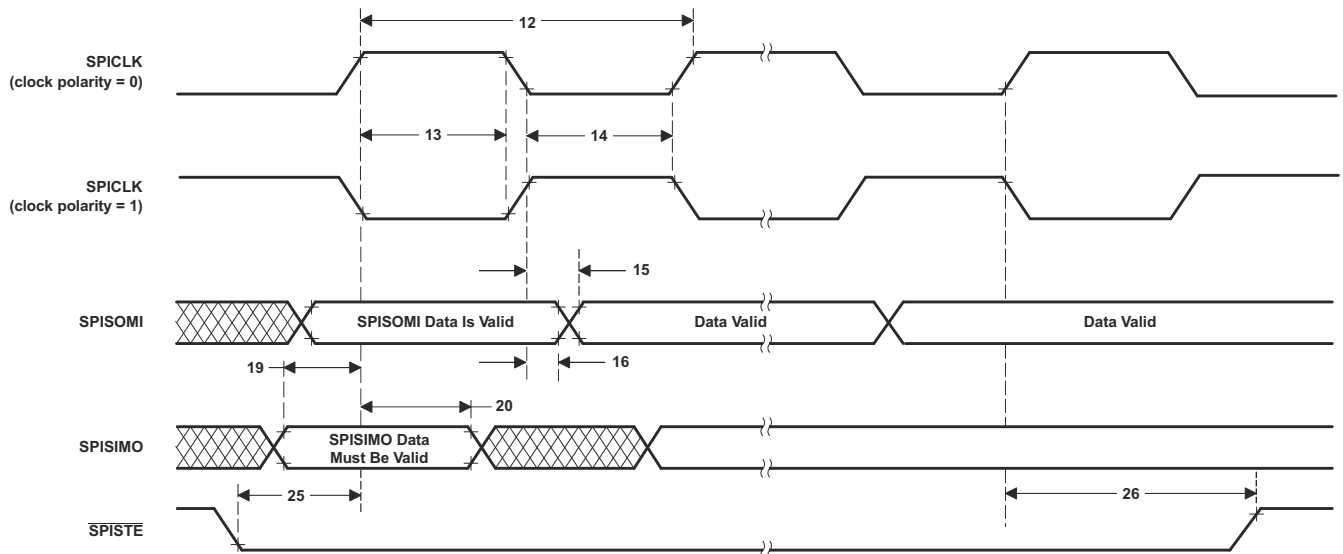 12
SPICLK
(clock polarity = 0)
13
14
SPICLK
(clock polarity = 1)
15
SPISOMI
SPISOMI Data Is Valid
Data Valid
Data Valid
16
19
20
SPISIMO
SPISIMO Data
Must Be Valid
25
26
SPISTE